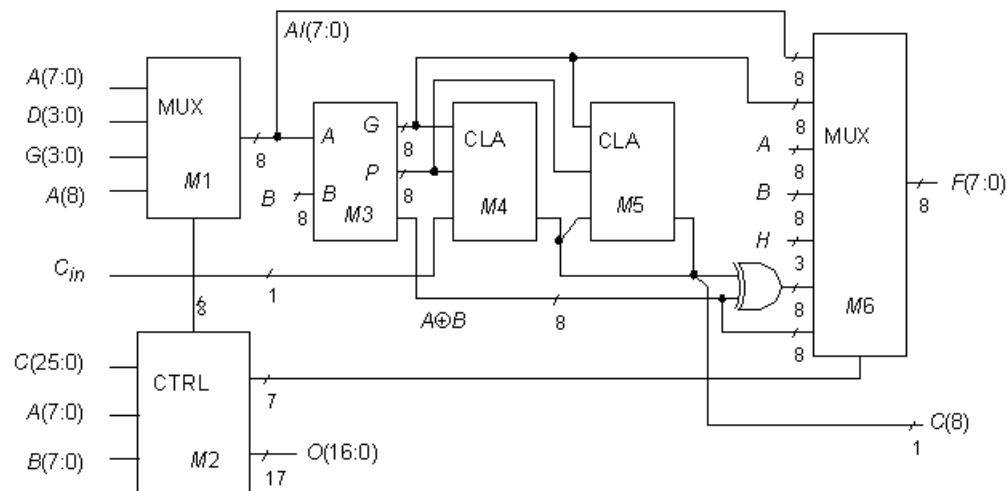 AI(7:0)
A(7:0)
D(3:0)
G(3:0)
A(8)
MUX
M1
8
8
B
8
A
B
M3
G
P
8
8
CLA
M4
CLA
M5
MUX
M6
8
8
A
8
B
8
H
3
8
8
F(7:0)
8
Cin
1
A⊕B
8
C(25:0)
A(7:0)
B(7:0)
CTRL
M2
7
O(16:0)
17
C(8)
1